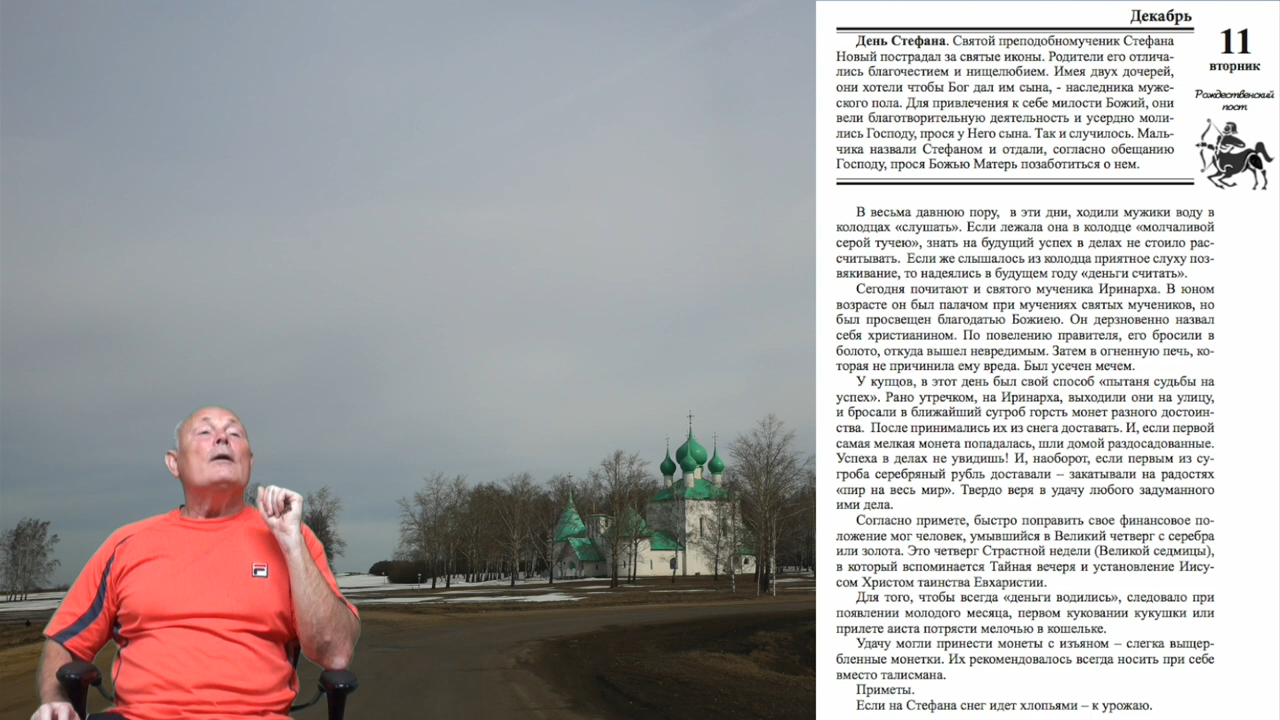 Декабрь
День Стефана. Святой преподобномученик Стефана
Новый пострадал за святые иконы. Родители его отлича-
лись благочестием и нищелюбием. Имея двух дочерей,
они хотели чтобы Бог дал им сына, - наследника муже-
ского пола. Для привлечения к себе милости Божий, они
вели благотворительную деятельность и усердно моли-
лись Господу, прося у Него сына. Так и случилось. Маль-
чика назвали Стефаном и отдали, согласно обещанию
Господу, прося Божью Матерь позаботиться о нем.
11
вторник
Рождественский
пост
В весьма давнюю пору, в эти дни, ходили мужики воду в
колодцах «слушать». Если лежала она в колодце «молчаливой
серой тучею», знать на будущий успех в делах не стоило рас-
считывать. Если же слышалось из колодца приятное слуху поз-
вякивание, то надеялись в будущем году «деньги считать».
Сегодня почитают и святого мученика Иринарха. В юном
возрасте он был палачом при мучениях святых мучеников, но
был просвещен благодатью Божиею. Он дерзновенно назвал
себя христианином. По повелению правителя, его бросили в
болото, откуда вышел невредимым. Затем в огненную печь, ко-
торая не причинила ему вреда. Был усечен мечем.
У купцов, в этот день был свой способ «пытаня судьбы на
успех». Рано утречком, на Иринарха, выходили они на улицу,
и бросали в ближайший сугроб горсть монет разного достоин-
ства. После принимались их из снега доставать. И, если первой
самая мелкая монета попадалась, шли домой раздосадованные.
Успеха в делах не увидишь! И, наоборот, если первым из су-
гроба серебряный рубль доставали – закатывали на радостях
«пир на весь мир». Твердо веря в удачу любого задуманного
ими дела.
Согласно примете, быстро поправить свое финансовое по-
ложение мог человек, умывшийся в Великий четверг с серебра
или золота. Это четверг Страстной недели (Великой седмицы),
в который вспоминается Тайная вечеря и установление Иису-
сом Христом таинства Евхаристии.
Для того, чтобы всегда «деньги водились», следовало при
появлении молодого месяца, первом куковании кукушки или
прилете аиста потрясти мелочью в кошельке.
Удачу могли принести монеты с изъяном – слегка выщер-
бленные монетки. Их рекомендовалось всегда носить при себе
вместо талисмана.
Приметы.
Если на Стефана снег идет хлопьями – к урожаю.